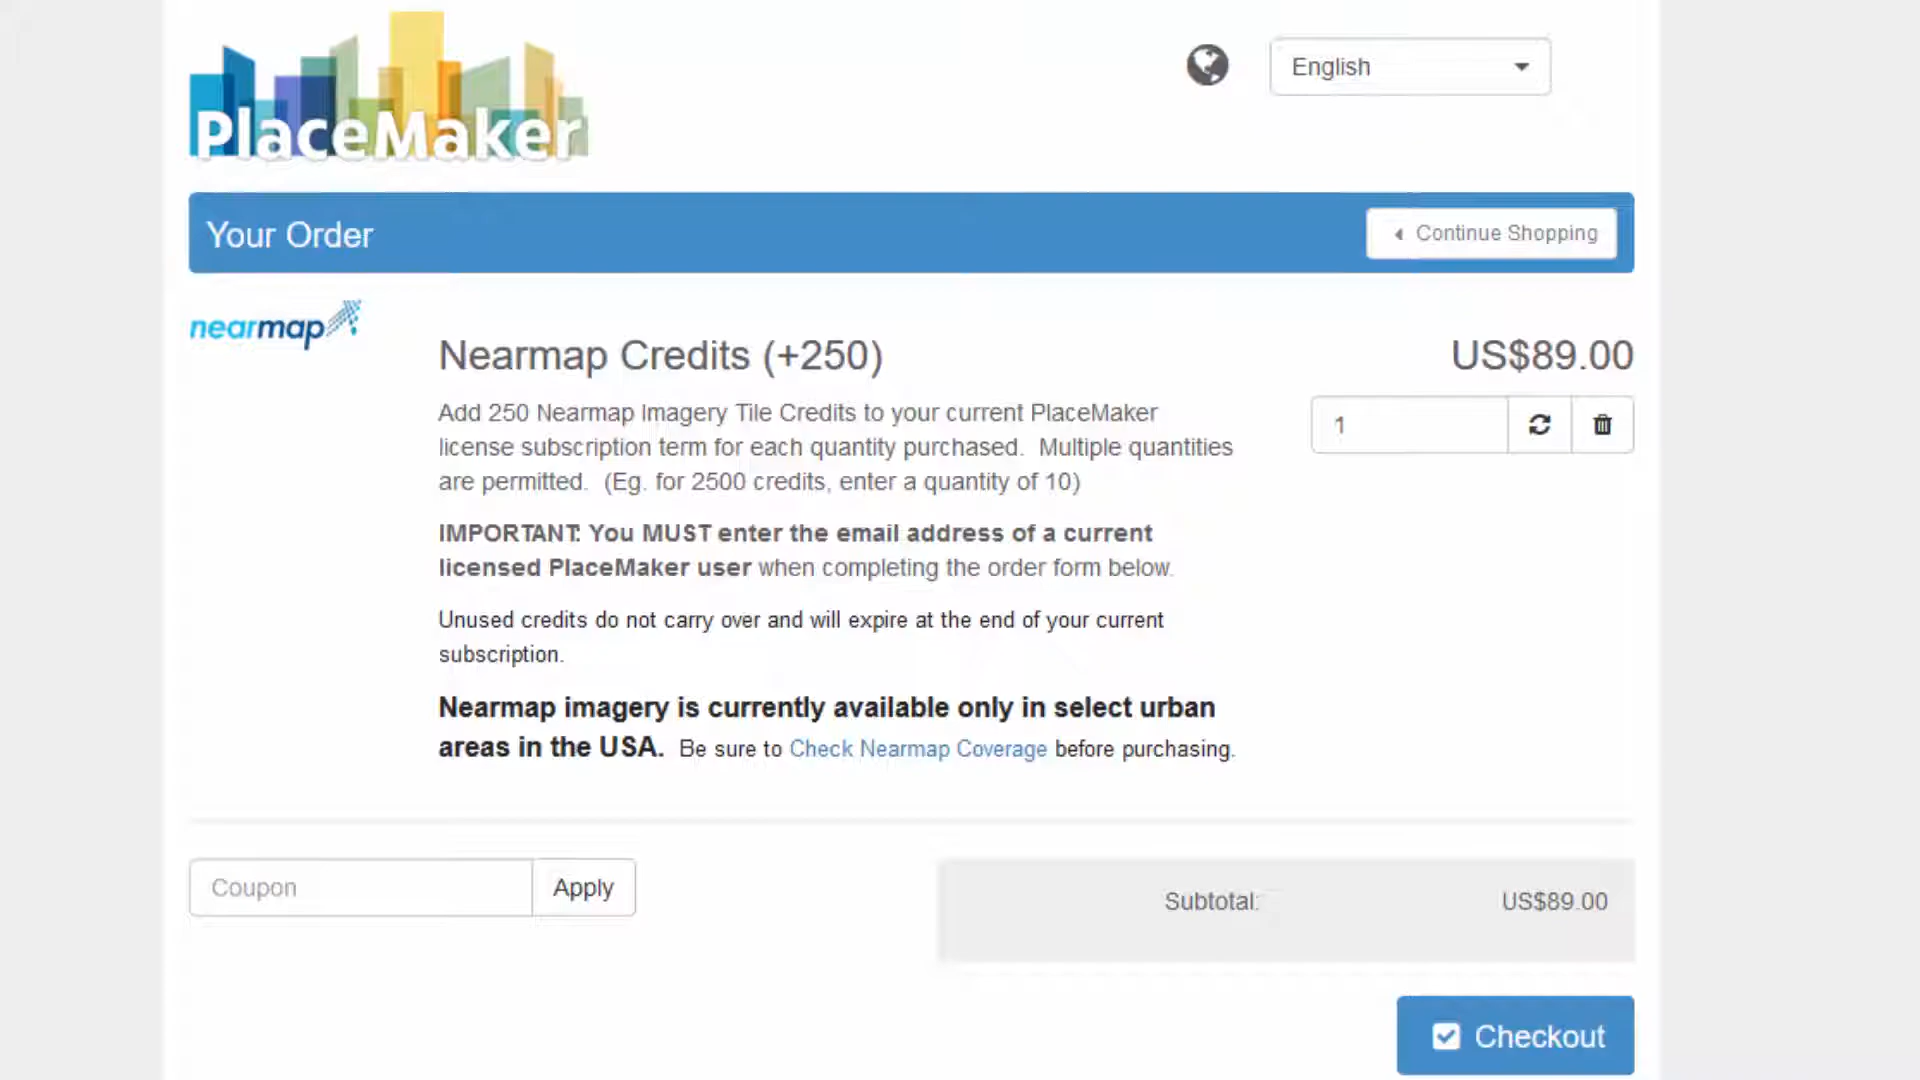 PlaceMaker
English
Your Order
Continue Shopping
nearmap
Nearmap Credits (+250)
US$89.00
Add 250 Nearmap Imagery Tile Credits to your current PlaceMaker
license subscription term for each quantity purchased.  Multiple quantities
are permitted.  (Eg. for 2500 credits, enter a quantity of 10)
1
IMPORTANT: You MUST enter the email address of a current
licensed PlaceMaker user when completing the order form below.
Unused credits do not carry over and will expire at the end of your current
subscription.
Nearmap imagery is currently available only in select urban
areas in the USA.  Be sure to Check Nearmap Coverage before purchasing.
Coupon
Apply
Subtotal:
US$89.00
Checkout